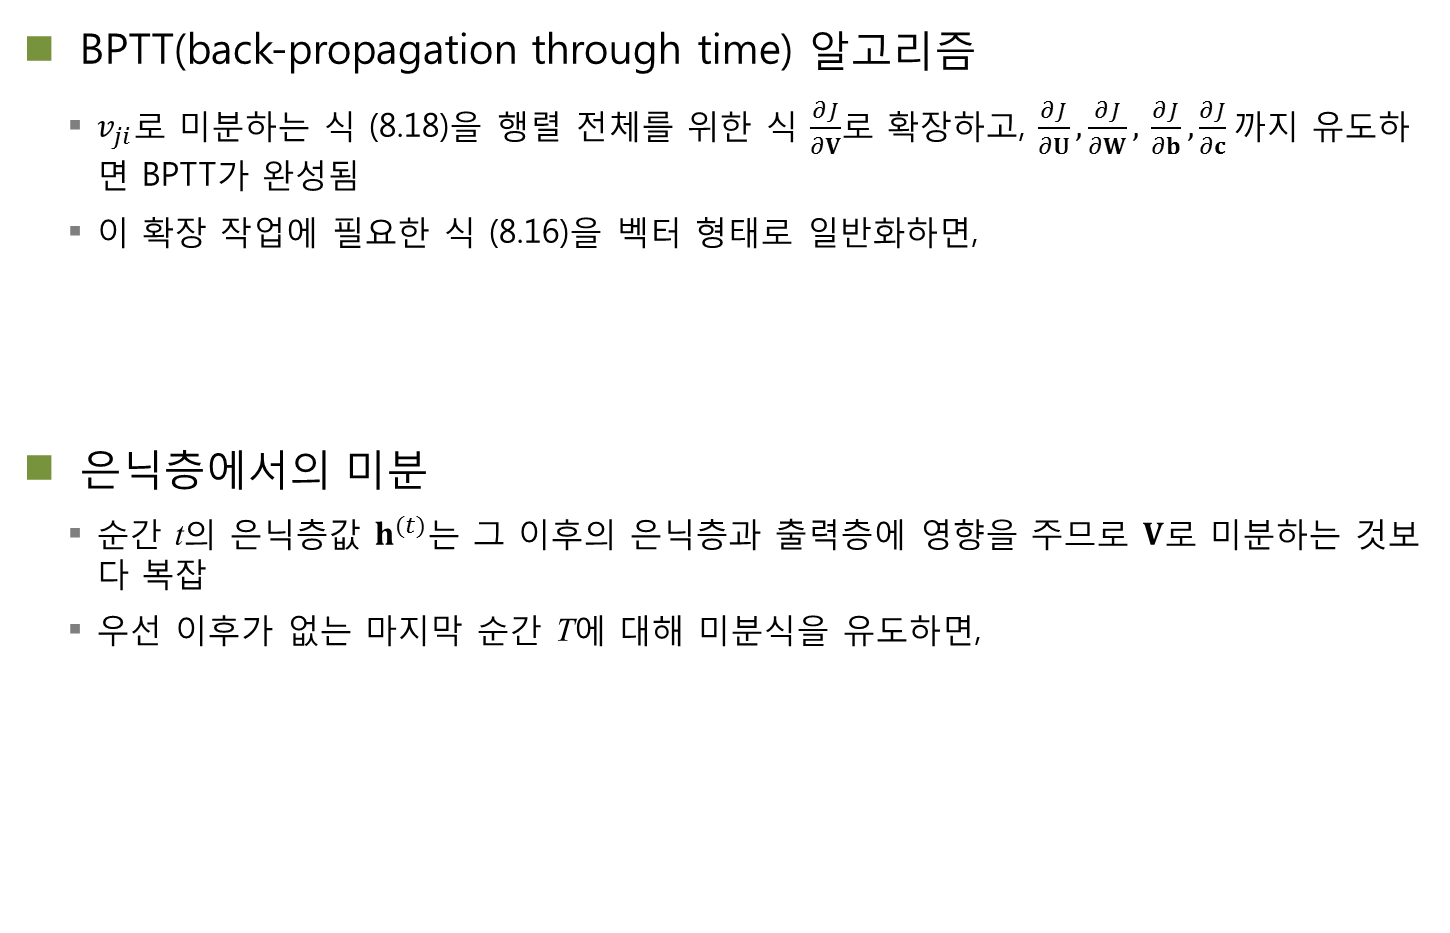 ■ BPTT(back-propagation through time) 알고리즘
▪ v_{ji}로 미분하는 식 (8.18)을 행렬 전체를 위한 식 ∂J/∂𝐕로 확장하고, ∂J/∂𝐔, ∂J/∂𝐖, ∂J/∂𝐛, ∂J/∂𝐜까지 유도하
면 BPTT가 완성됨
▪ 이 확장 작업에 필요한 식 (8.16)을 벡터 형태로 일반화하면,
■ 은닉층에서의 미분
▪ 순간 t의 은닉층값 𝐡^{(t)}는 그 이후의 은닉층과 출력층에 영향을 주므로 𝐕로 미분하는 것보
다 복잡
▪ 우선 이후가 없는 마지막 순간 T에 대해 미분식을 유도하면,